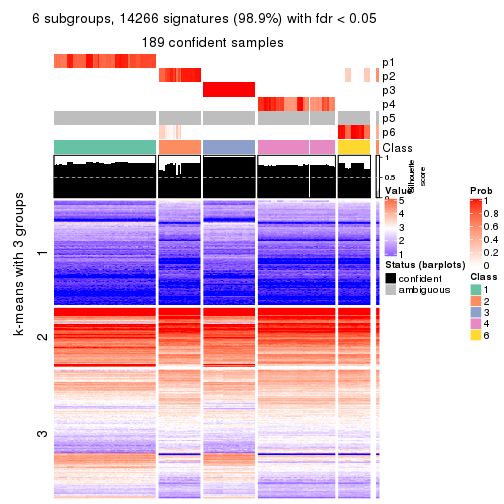 6 subgroups, 14266 signatures (98.9%) with fdr < 0.05
189 confident samples
p1
p2
p3
p4
p5
p6
Class
1
0.5
0
Silhouette
score
k-means with 3 groups
1
2
3
Value
5
4
3
2
1
Status (barplots)
confident
ambiguous
Prob
1
0.8
0.6
0.4
0.2
0
Class
1
2
3
4
6